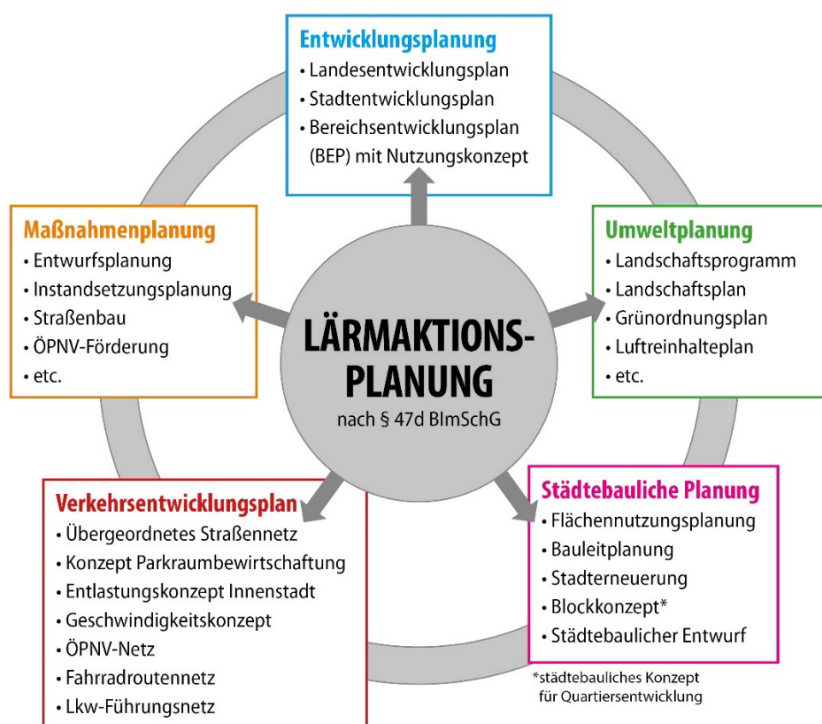 Entwicklungsplanung
• Landesentwicklungsplan
• Stadtentwicklungsplan
• Bereichsentwicklungsplan
(BEP) mit Nutzungskonzept
Maßnahmenplanung
• Entwurfsplanung
• Instandsetzungsplanung
• Straßenbau
• ÖPNV-Förderung
• etc.
Umweltplanung
• Landschaftsprogramm
• Landschaftsplan
• Grünordnungsplan
• Luftreinhalteplan
• etc.
LÄRMAKTIONS-
PLANUNG
nach § 47d BImSchG
Verkehrsentwicklungsplan
• Übergeordnetes Straßennetz
• Konzept Parkraumbewirtschaftung
• Entlastungskonzept Innenstadt
• Geschwindigkeitskonzept
• ÖPNV-Netz
• Fahrradroutennetz
• Lkw-Führungsnetz
Städtebauliche Planung
• Flächennutzungsplanung
• Bauleitplanung
• Stadterneuerung
• Blockkonzept*
• Städtebaulicher Entwurf
*städtebauliches Konzept
für Quartiersentwicklung